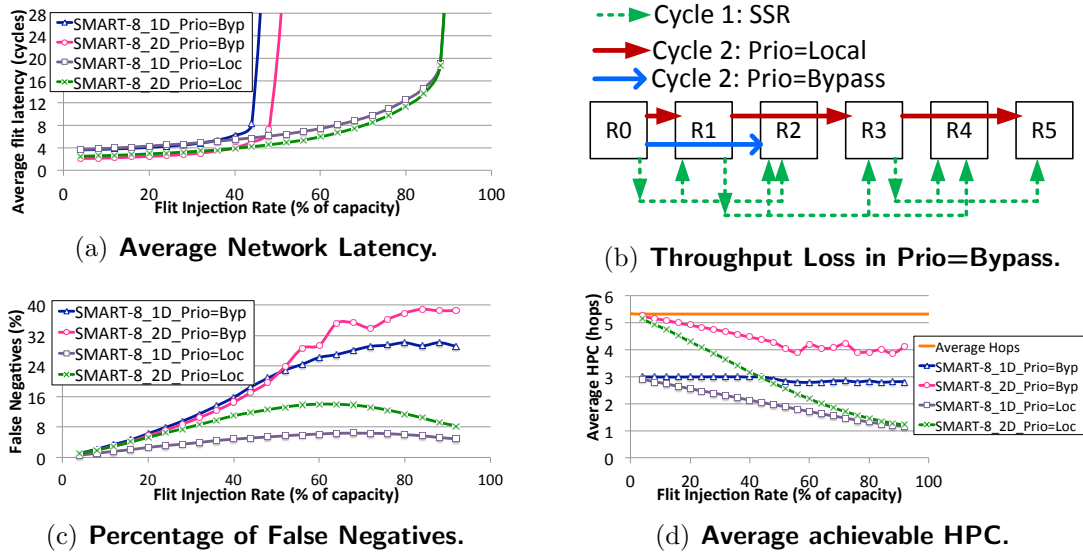 28
24
20
16
12
8
4
0
Average flit latency (cycles)
SMART-8_1D_Prio=Byp
SMART-8_2D_Prio=Byp
SMART-8_1D_Prio=Loc
SMART-8_2D_Prio=Loc
0 20 40 60 80 100
Flit Injection Rate (% of capacity)
(a) Average Network Latency.
Cycle 1: SSR
Cycle 2: Prio=Local
Cycle 2: Prio=Bypass
R0 R1 R2 R3 R4 R5
(b) Throughput Loss in Prio=Bypass.
40
32
24
16
8
0
False Negatives (%)
SMART-8_1D_Prio=Byp
SMART-8_2D_Prio=Byp
SMART-8_1D_Prio=Loc
SMART-8_2D_Prio=Loc
0 20 40 60 80 100
Flit Injection Rate (% of capacity)
(c) Percentage of False Negatives.
6
5
4
3
2
1
0
Average HPC (hops)
Average Hops
SMART-8_1D_Prio=Byp
SMART-8_2D_Prio=Byp
SMART-8_1D_Prio=Loc
SMART-8_2D_Prio=Loc
0 20 40 60 80 100
Flit Injection Rate (% of capacity)
(d) Average achievable HPC.